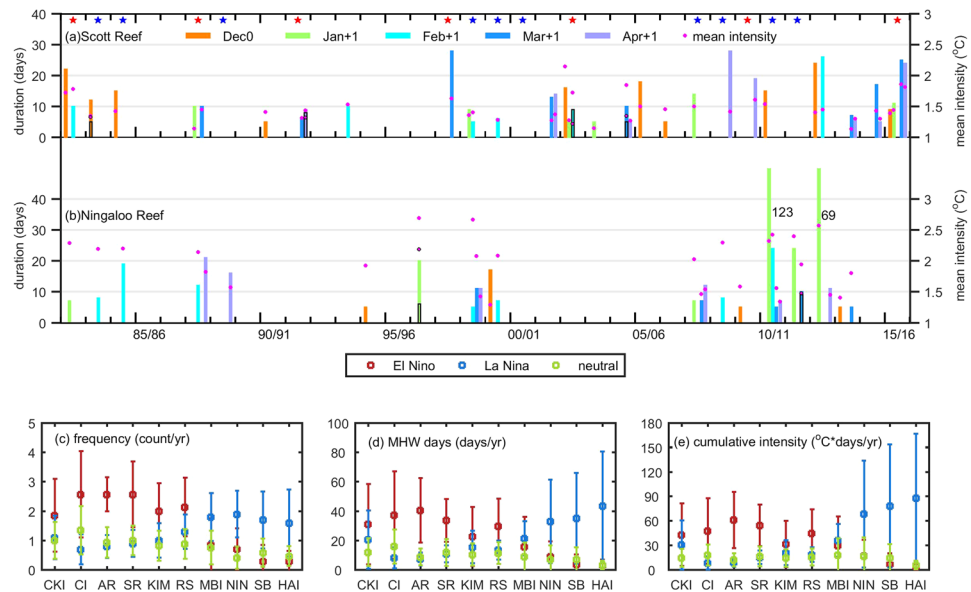 (a)Scott Reef Dec0 Jan+1 Feb+1 Mar+1 Apr+1 mean intensity
duration (days)
40
30
20
10
0
3
2.5
2
1.5
1
mean intensity (°C)
(b)Ningaloo Reef
123
69
duration (days)
40
30
20
10
0
3
2.5
2
1.5
1
mean intensity (°C)
85/86 90/91 95/96 00/01 05/06 10/11 15/16
El Nino La Nina neutral
(c) frequency (count/yr)
5
4
3
2
1
0
CKI CI AR SR KIM RS MBI NIN SB HAI
(d) MHW days (days/yr)
100
80
60
40
20
0
CKI CI AR SR KIM RS MBI NIN SB HAI
(e) cumulative intensity (°C*days/yr)
180
150
120
90
60
30
0
CKI CI AR SR KIM RS MBI NIN SB HAI